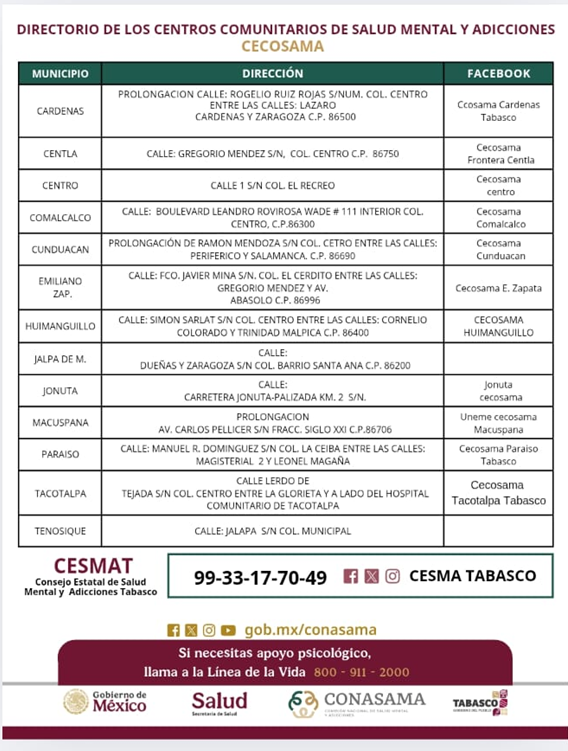 DIRECTORIO DE LOS CENTROS COMUNITARIOS DE SALUD MENTAL Y ADICCIONES
CECOSAMA
MUNICIPIO DIRECCIÓN FACEBOOK
CARDENAS
PROLONGACION CALLE: ROGELIO RUIZ ROJAS S/NUM. COL. CENTRO
ENTRE LAS CALLES: LAZARO
CARDENAS Y ZARAGOZA C.P. 86500
Ccosama Cardenas
Tabasco
CENTLA
CALLE: GREGORIO MENDEZ S/N, COL. CENTRO C.P. 86750
Cecosama
Frontera Centla
CENTRO
CALLE 1 S/N COL. EL RECREO
Cecosama
centro
COMALCALCO
CALLE: BOULEVARD LEANDRO ROVIROSA WADE # 111 INTERIOR COL.
CENTRO, C.P.86300
Cecosama
Comalcalco
CUNDUACAN
PROLONGACIÓN DE RAMON MENDOZA S/N COL. CETRO ENTRE LAS CALLES:
PERIFERICO Y SALAMANCA. C.P. 86690
Cecosama
Cunduacan
EMILIANO
ZAP.
CALLE: FCO. JAVIER MINA S/N. COL. EL CERDITO ENTRE LAS CALLES:
GREGORIO MENDEZ Y AV.
ABASOLO C.P. 86996
Cecosama E. Zapata
HUIMANGUILLO
CALLE: SIMON SARLAT S/N COL. CENTRO ENTRE LAS CALLES: CORNELIO
COLORADO Y TRINIDAD MALPICA C.P. 86400
CECOSAMA
HUIMANGUILLO
JALPA DE M.
CALLE:
DUEÑAS Y ZARAGOZA S/N COL. BARRIO SANTA ANA C.P. 86200
JONUTA
CALLE:
CARRETERA JONUTA-PALIZADA KM. 2 S/N.
Jonuta
cecosama
MACUSPANA
PROLONGACION
AV. CARLOS PELLICER S/N FRACC. SIGLO XXI C.P.86706
Uneme cecosama
Macuspana
PARAISO
CALLE: MANUEL R. DOMINGUEZ S/N COL. LA CEIBA ENTRE LAS CALLES:
MAGISTERIAL 2 Y LEONEL MAGAÑA
Cecosama Paraiso
Tabasco
TACOTALPA
CALLE LERDO DE
TEJADA S/N COL. CENTRO ENTRE LA GLORIETA Y A LADO DEL HOSPITAL
COMUNITARIO DE TACOTALPA
Cecosama
Tacotalpa Tabasco
TENOSIQUE
CALLE: JALAPA S/N COL. MUNICIPAL
CESMAT
Consejo Estatal de Salud
Mental y Adicciones Tabasco
99-33-17-70-49 CESMA TABASCO
gob.mx/conasama
Si necesitas apoyo psicológico,
llama a la Línea de la Vida 800 - 911 - 2000
Gobierno de
México
Salud
Secretaría de Salud
CONASAMA
COMISIÓN NACIONAL DE SALUD MENTAL
Y ADICCIONES
TABASCO
GOBIERNO DEL PUEBLO